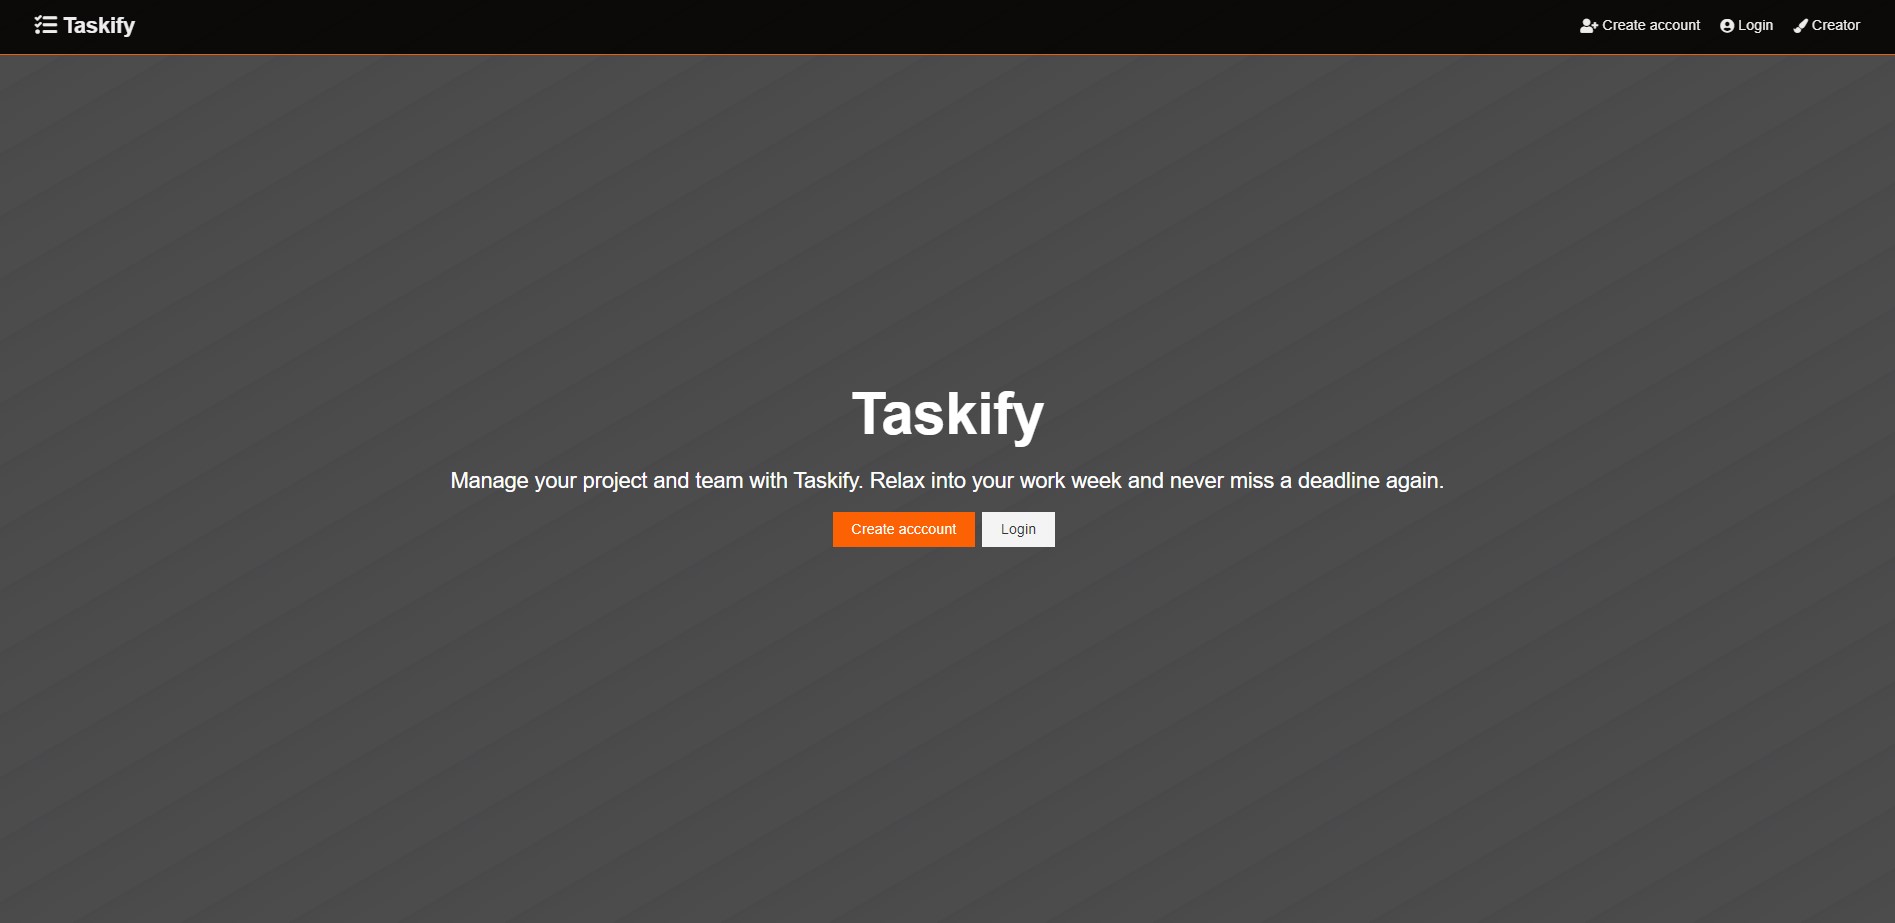 Taskify
Create account
Login
Creator
Taskify
Manage your project and team with Taskify. Relax into your work week and never miss a deadline again.
Create acccount
Login